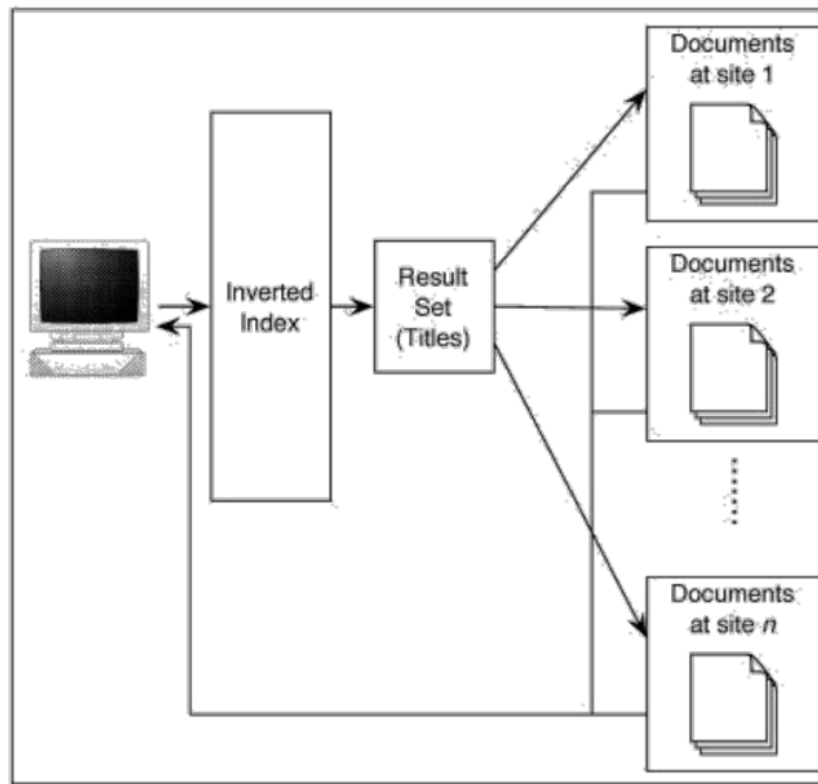 Documents
at site 1
Inverted
Index
Result
Set
(Titles)
Documents
at site 2
Documents
at site n